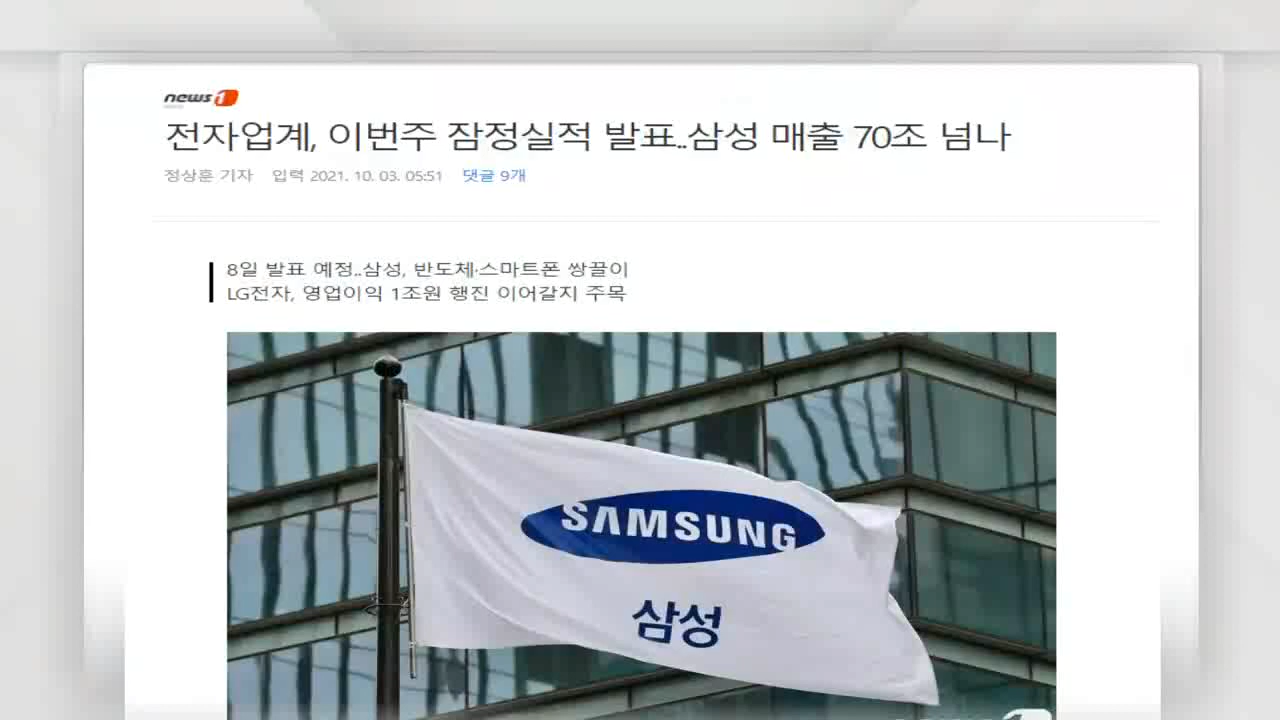 news1
전자업계, 이번주 잠정실적 발표..삼성 매출 70조 넘나
정상훈 기자 입력 2021. 10. 03. 05:51 댓글 9개
8일 발표 예정..삼성, 반도체·스마트폰 쌍끌이
LG전자, 영업이익 1조원 행진 이어갈지 주목
SAMSUNG
삼성